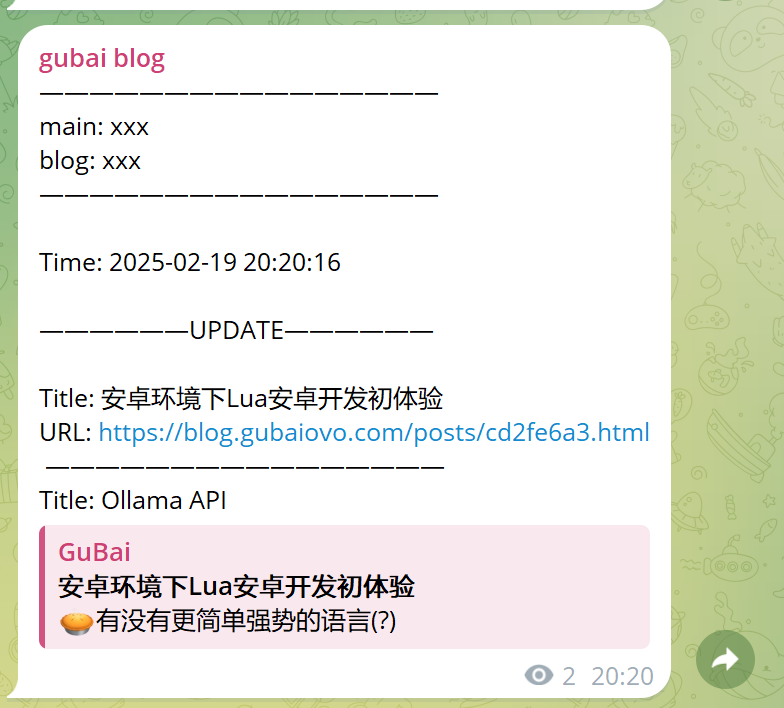 gubai blog
————————————————
main: xxx
blog: xxx
————————————————
Time: 2025-02-19 20:20:16
——————UPDATE——————
Title: 安卓环境下Lua安卓开发初体验
URL: https://blog.gubaiovo.com/posts/cd2fe6a3.html
————————————————
Title: Ollama API
GuBai
安卓环境下Lua安卓开发初体验
🥧有没有更简单强势的语言(?)
2 20:20